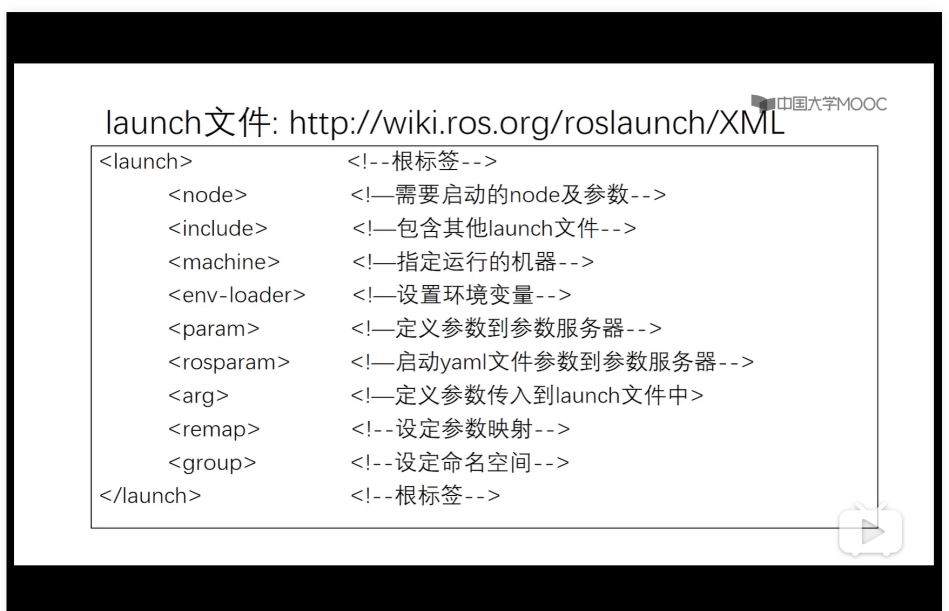 中国大学MOOC
launch文件: http://wiki.ros.org/roslaunch/XML
<launch> <!--根标签-->
<node> <!—需要启动的node及参数-->
<include> <!—包含其他launch文件-->
<machine> <!—指定运行的机器-->
<env-loader> <!—设置环境变量-->
<param> <!—定义参数到参数服务器-->
<rosparam> <!—启动yaml文件参数到参数服务器-->
<arg> <!—定义参数传入到launch文件中>
<remap> <!--设定参数映射-->
<group> <!--设定命名空间-->
</launch> <!--根标签-->